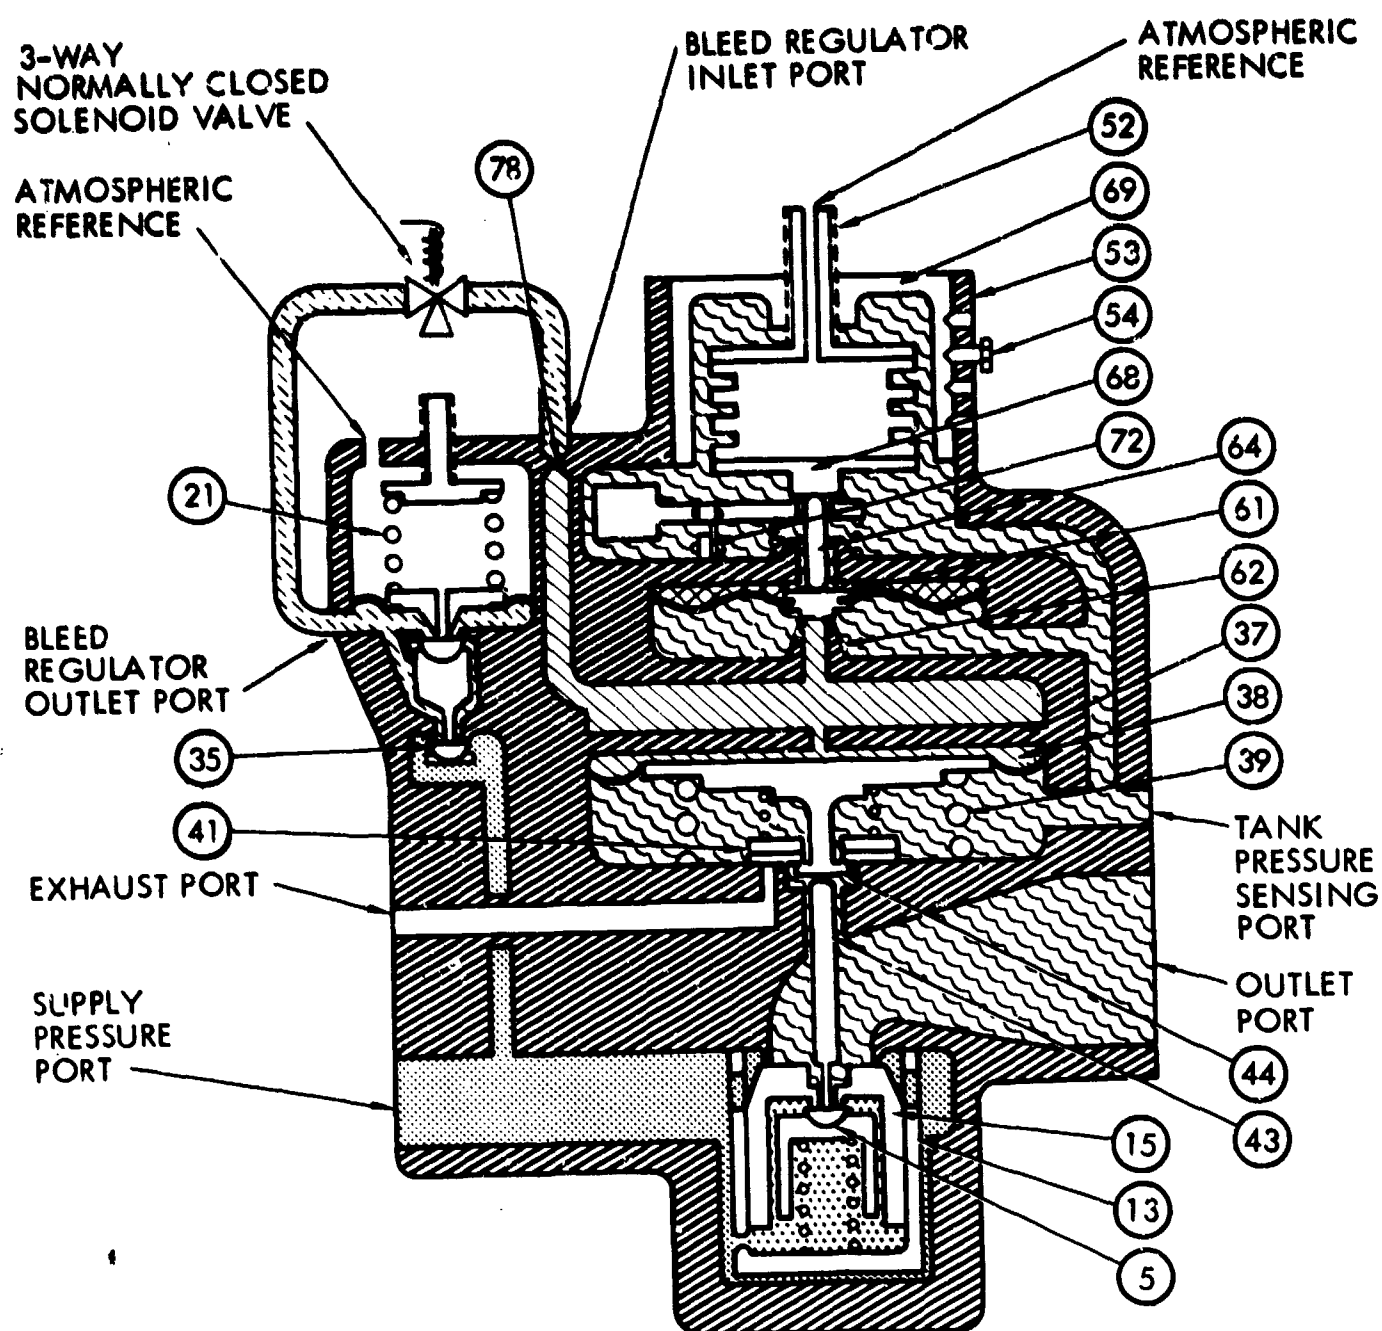 3-WAY
NORMALLY CLOSED
SOLENOID VALVE
BLEED REGULATOR
INLET PORT
ATMOSPHERIC
REFERENCE
52
78
69
ATMOSPHERIC
REFERENCE
53
54
68
72
64
21
61
62
37
BLEED
REGULATOR
OUTLET PORT
38
35
39
41
TANK
PRESSURE
SENSING
PORT
EXHAUST PORT
OUTLET
PORT
SUPPLY
PRESSURE
PORT
44
15
43
13
5